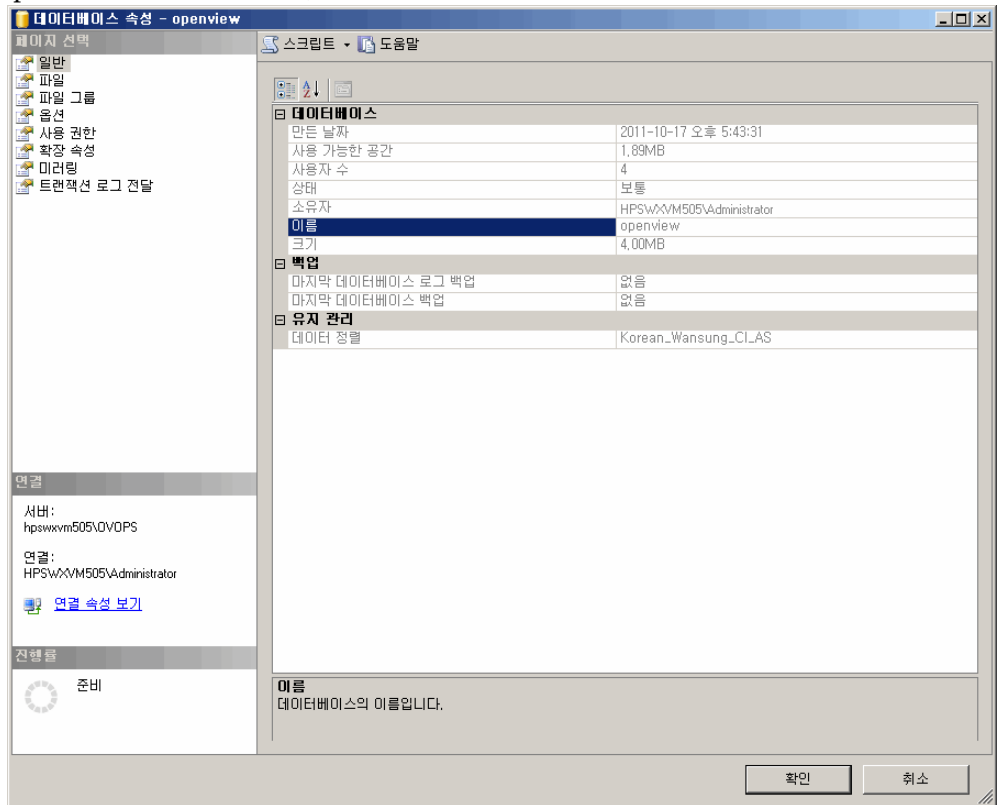 데이터베이스 속성 - openview
페이지 선택
일반
파일
파일 그룹
옵션
사용 권한
확장 속성
미러링
트랜잭션 로그 전달
연결
서버:
hpswxvm505\OVOPS
연결:
HPSWXVM505\Administrator
연결 속성 보기
진행률
준비
스크립트 도움말
데이터베이스
만든 날짜 2011-10-17 오후 5:43:31
사용 가능한 공간 1.89MB
사용자 수 4
상태 보통
소유자 HPSWXVM505\Administrator
이름 openview
크기 4.00MB
백업
마지막 데이터베이스 로그 백업 없음
마지막 데이터베이스 백업 없음
유지 관리
데이터 정렬 Korean_Wansung_CI_AS
이름
데이터베이스의 이름입니다.
확인 취소